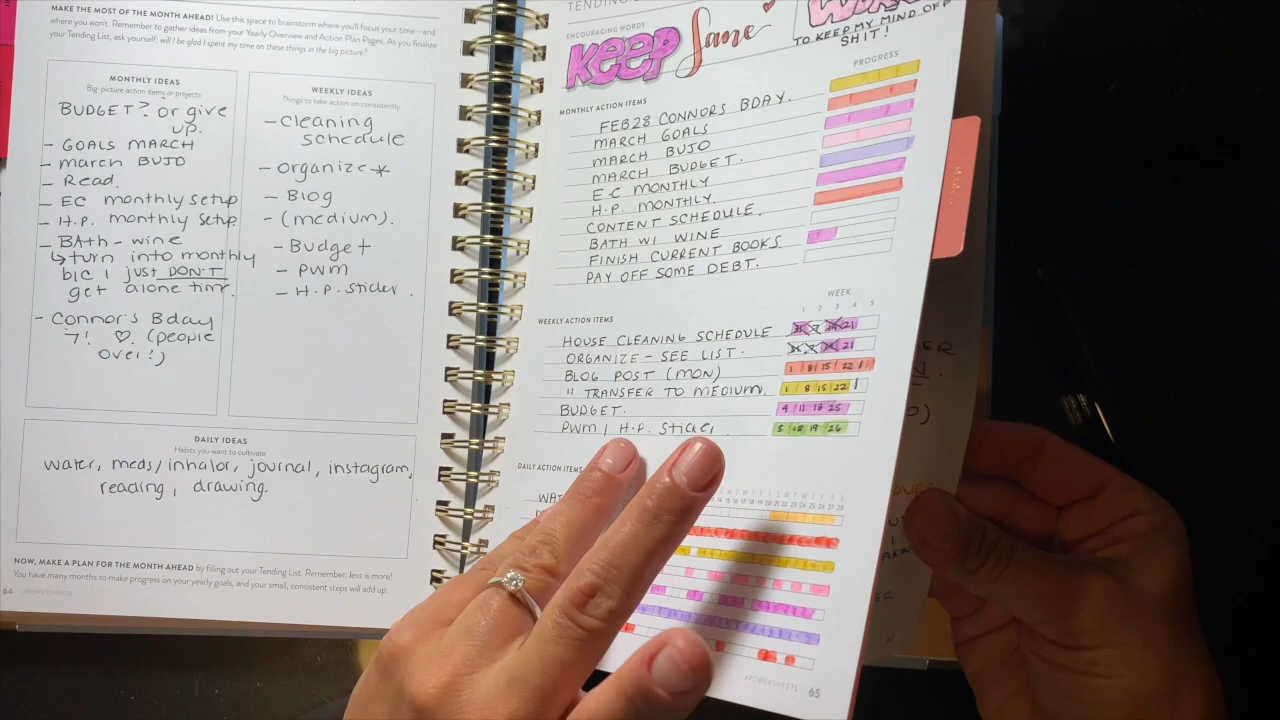 MAKE THE MOST OF THE MONTH AHEAD! Use this space to brainstorm where you'll focus your time—and
where you won't. Remember to gather ideas from your Yearly Overview and Action Plan Pages. As you finalize
your Tending List, ask yourself: will I be glad I spent my time on these things in the big picture?
MONTHLY IDEAS
Big-picture action items or projects
BUDGET? or give
up.
- GOALS MARCH
- march BUJO
- Read.
- EC monthly setup
- H.P. monthly setup.
- BAth - wine
↳ turn into monthly
b/c I just DON'T
get alone time.
- Connor's Bday
7! ♡ (people
over!)
WEEKLY IDEAS
Things to take action on consistently
- Cleaning
schedule
- organize *
- Blog
- (medium).
- Budget
- PWM
- H.P. sticker.
DAILY IDEAS
Habits you want to cultivate
water, meds/inhalor, journal, instagram,
reading, drawing.
NOW, MAKE A PLAN FOR THE MONTH AHEAD by filling out your Tending List. Remember: less is more!
You have many months to make progress on your yearly goals, and your small, consistent steps will add up.
64 #POWERSHEETS
TENDING
ENCOURAGING WORDS
KEEP Sane
TO KEEP MY MIND OFF
SHIT!
MONTHLY ACTION ITEMS
PROGRESS
FEB 28 CONNORS BDAY.
MARCH GOALS
MARCH BUJO
MARCH BUDGET.
E.C MONTHLY
H.P. MONTHLY.
CONTENT SCHEDULE.
BATH W/ WINE
FINISH CURRENT BOOKS
PAY OFF SOME DEBT.
WEEKLY ACTION ITEMS
WEEK
1 2 3 4 5
HOUSE CLEANING SCHEDULE 21
ORGANIZE - SEE LIST. 21
BLOG POST (MON) 1 8 15 22 1
" TRANSFER TO MEDIUM. 1 8 15 22 1
BUDGET. 4 11 18 25
PWM / H.P. Sticker 5 12 19 26
DAILY ACTION ITEMS
WAT
#POWERSHEETS 65